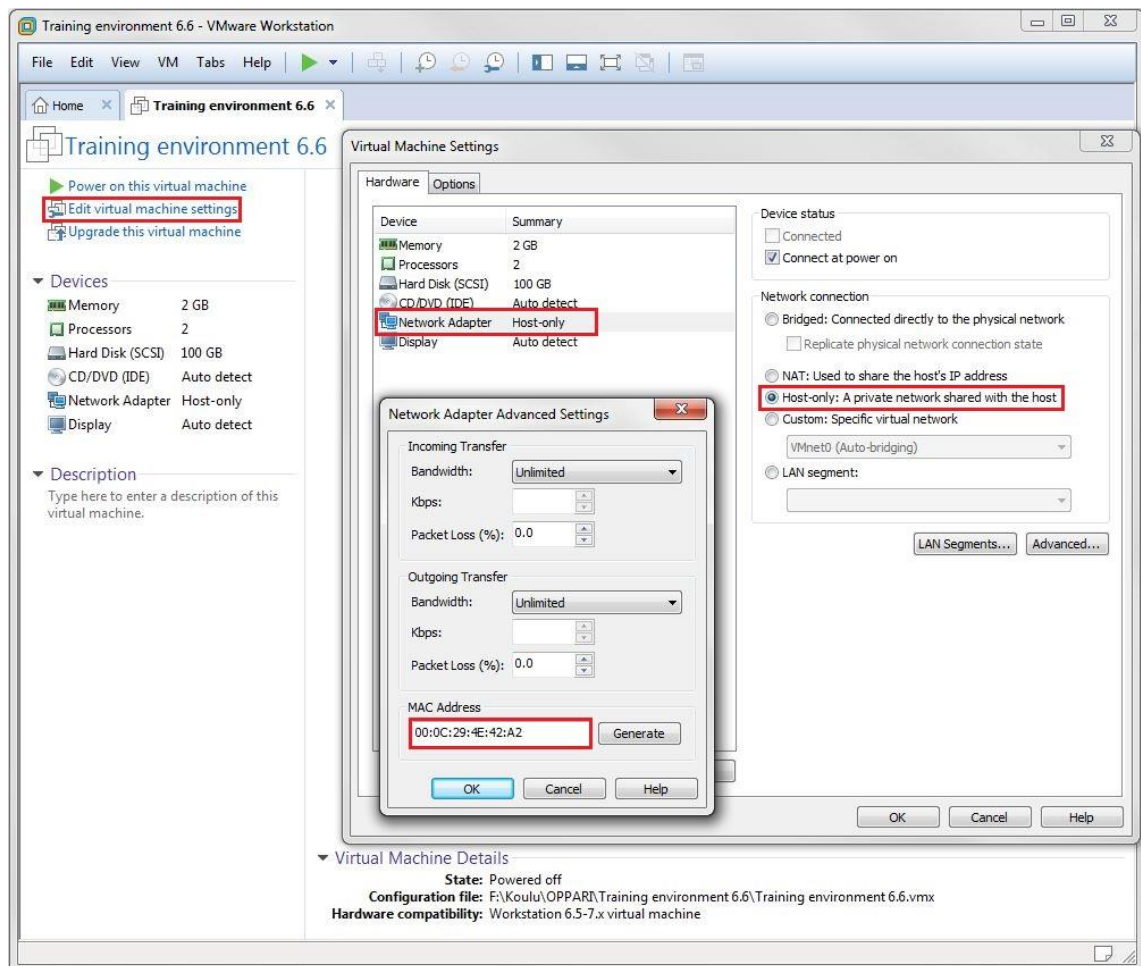 Training environment 6.6 - VMware Workstation
File Edit View VM Tabs Help
Home Training environment 6.6
Training environment 6.6
Power on this virtual machine
Edit virtual machine settings
Upgrade this virtual machine
Devices
Memory 2 GB
Processors 2
Hard Disk (SCSI) 100 GB
CD/DVD (IDE) Auto detect
Network Adapter Host-only
Display Auto detect
Description
Type here to enter a description of this
virtual machine.
Virtual Machine Settings
Hardware Options
Device Summary
Memory 2 GB
Processors 2
Hard Disk (SCSI) 100 GB
CD/DVD (IDE) Auto detect
Network Adapter Host-only
Display Auto detect
Device status
Connected
Connect at power on
Network connection
Bridged: Connected directly to the physical network
Replicate physical network connection state
NAT: Used to share the host's IP address
Host-only: A private network shared with the host
Custom: Specific virtual network
VMnet0 (Auto-bridging)
LAN segment:
LAN Segments... Advanced...
Network Adapter Advanced Settings
Incoming Transfer
Bandwidth: Unlimited
Kbps:
Packet Loss (%): 0.0
Outgoing Transfer
Bandwidth: Unlimited
Kbps:
Packet Loss (%): 0.0
MAC Address
00:0C:29:4E:42:A2 Generate
OK Cancel Help
OK Cancel Help
Virtual Machine Details
State: Powered off
Configuration file: F:\Koulu\OPPARI\Training environment 6.6\Training environment 6.6.vmx
Hardware compatibility: Workstation 6.5-7.x virtual machine